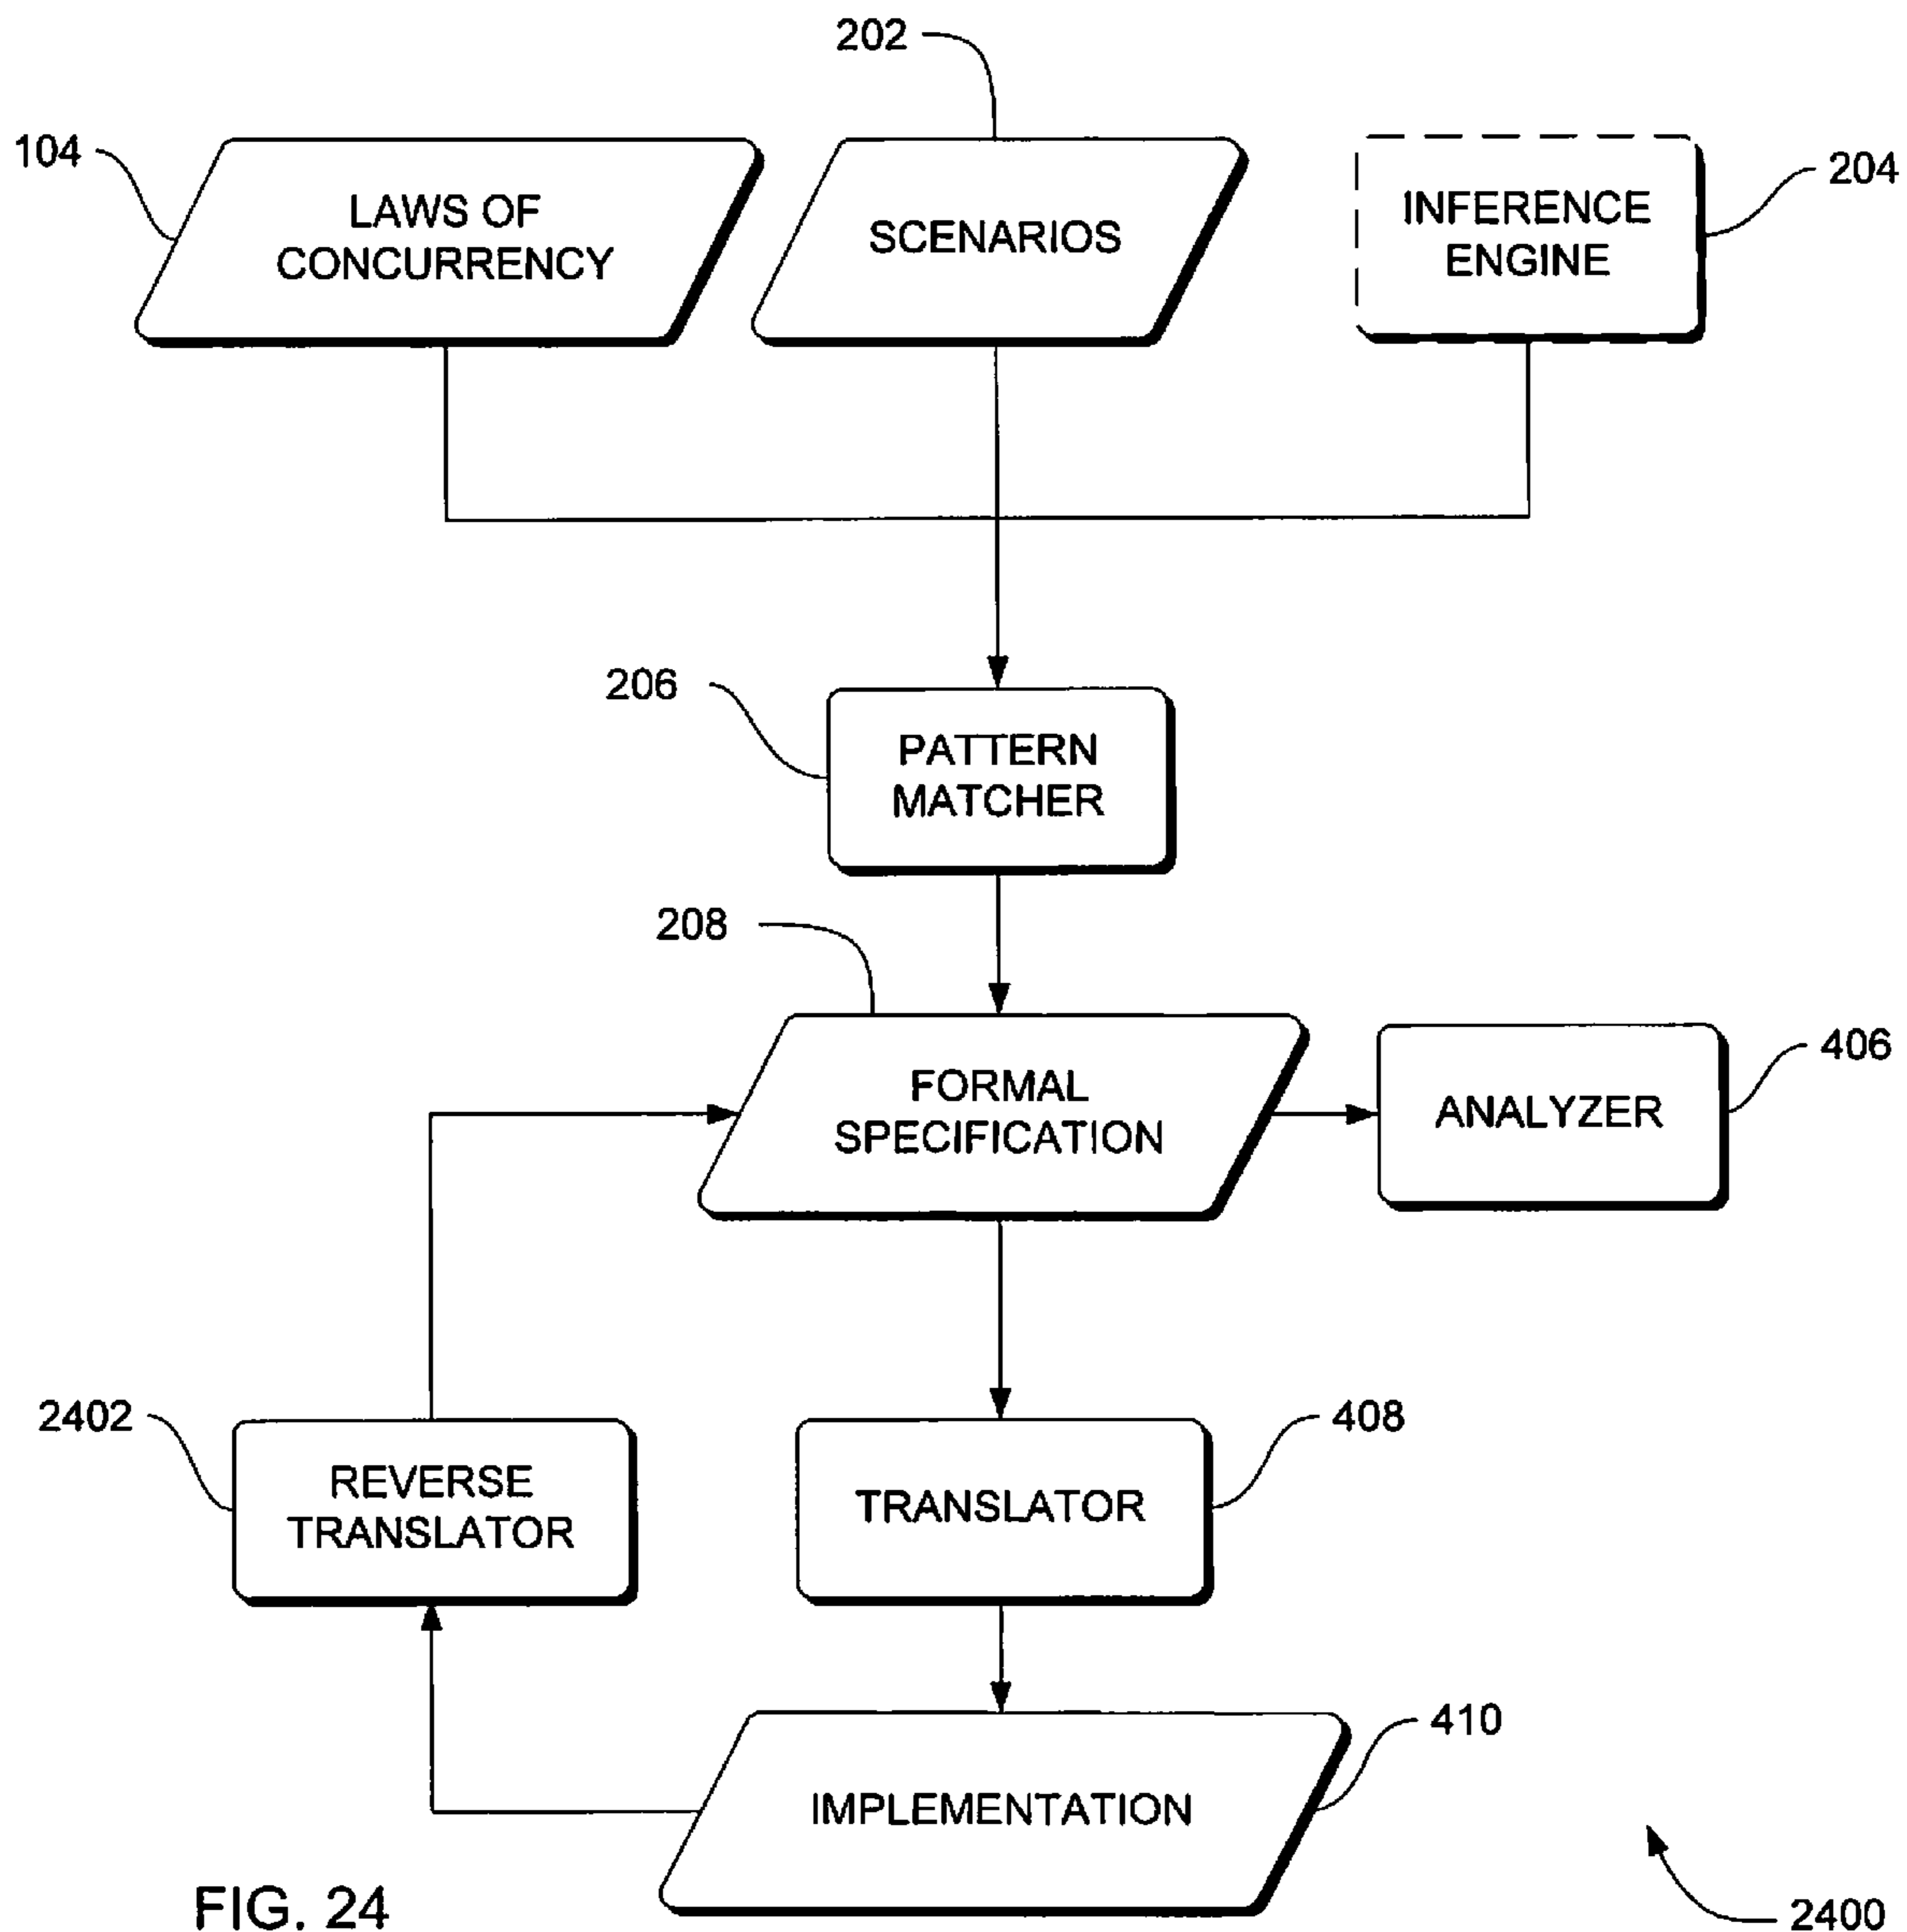 202
104
LAWS OF
CONCURRENCY
SCENARIOS
INFERENCE
ENGINE
204
206
PATTERN
MATCHER
208
FORMAL
SPECIFICATION
ANALYZER
406
2402
REVERSE
TRANSLATOR
TRANSLATOR
408
IMPLEMENTATION
410
FIG. 24
2400